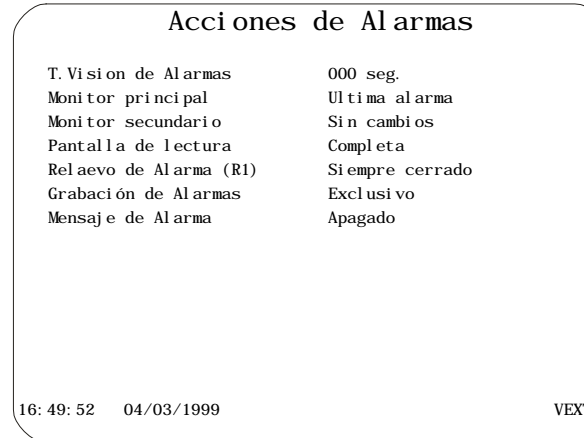 Acciones de Alarmas
T.Vision de Alarmas 000 seg.
Monitor principal Ultima alarma
Monitor secundario Sin cambios
Pantalla de lectura Completa
Relaevo de Alarma (R1) Siempre cerrado
Grabación de Alarmas Exclusivo
Mensaje de Alarma Apagado
16:49:52 04/03/1999 VEXT